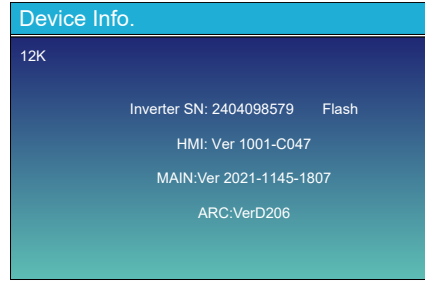 Device Info.
12K
Inverter SN: 2404098579 Flash
HMI: Ver 1001-C047
MAIN:Ver 2021-1145-1807
ARC:VerD206